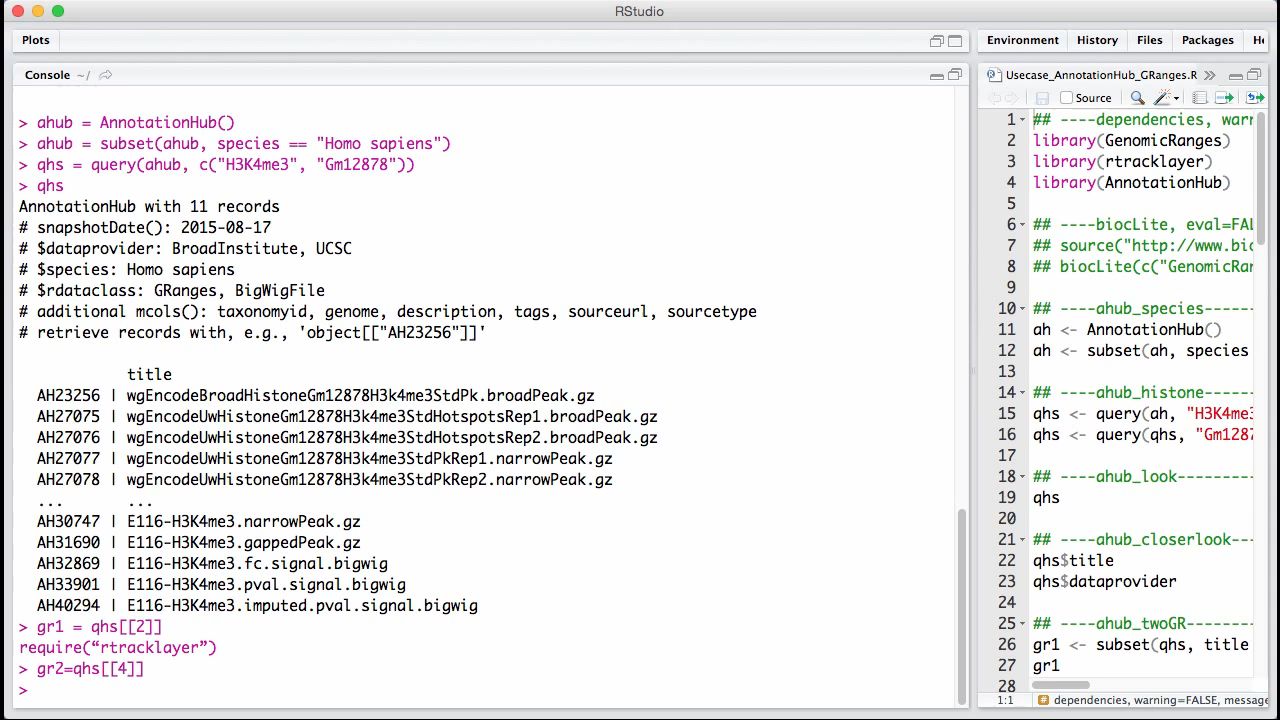 RStudio
Plots
Console ~/
> ahub = AnnotationHub()
> ahub = subset(ahub, species == "Homo sapiens")
> qhs = query(ahub, c("H3K4me3", "Gm12878"))
> qhs
AnnotationHub with 11 records
# snapshotDate(): 2015-08-17
# $dataprovider: BroadInstitute, UCSC
# $species: Homo sapiens
# $rdataclass: GRanges, BigWigFile
# additional mcols(): taxonomyid, genome, description, tags, sourceurl, sourcetype
# retrieve records with, e.g., 'object[["AH23256"]]'
title
AH23256 | wgEncodeBroadHistoneGm12878H3k4me3StdPk.broadPeak.gz
AH27075 | wgEncodeUwHistoneGm12878H3k4me3StdHotspotsRep1.broadPeak.gz
AH27076 | wgEncodeUwHistoneGm12878H3k4me3StdHotspotsRep2.broadPeak.gz
AH27077 | wgEncodeUwHistoneGm12878H3k4me3StdPkRep1.narrowPeak.gz
AH27078 | wgEncodeUwHistoneGm12878H3k4me3StdPkRep2.narrowPeak.gz
... ...
AH30747 | E116-H3K4me3.narrowPeak.gz
AH31690 | E116-H3K4me3.gappedPeak.gz
AH32869 | E116-H3K4me3.fc.signal.bigwig
AH33901 | E116-H3K4me3.pval.signal.bigwig
AH40294 | E116-H3K4me3.imputed.pval.signal.bigwig
> gr1 = qhs[[2]]
require(“rtracklayer”)
> gr2=qhs[[4]]
>
Environment History Files Packages He
Usecase_AnnotationHub_GRanges.R
Source
1 ## ----dependencies, warn
2 library(GenomicRanges)
3 library(rtracklayer)
4 library(AnnotationHub)
5
6 ## ----biocLite, eval=FAL
7 ## source("http://www.bio
8 ## biocLite(c("GenomicRan
9
10 ## ----ahub_species------
11 ah <- AnnotationHub()
12 ah <- subset(ah, species
13
14 ## ----ahub_histone------
15 qhs <- query(ah, "H3K4me3
16 qhs <- query(qhs, "Gm1287
17
18 ## ----ahub_look---------
19 qhs
20
21 ## ----ahub_closerlook---
22 qhs$title
23 qhs$dataprovider
24
25 ## ----ahub_twoGR--------
26 gr1 <- subset(qhs, title
27 gr1
28
1:1 # dependencies, warning=FALSE, message